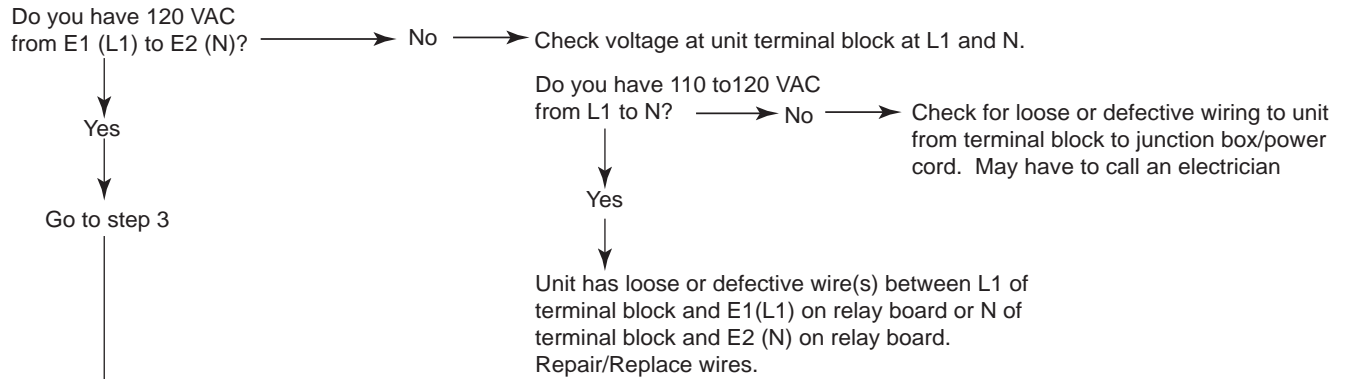 Do you have 120 VAC
from E1 (L1) to E2 (N)?
No
Check voltage at unit terminal block at L1 and N.
Do you have 110 to120 VAC
from L1 to N?
No
Check for loose or defective wiring to unit
from terminal block to junction box/power
cord. May have to call an electrician
Yes
Yes
Go to step 3
Unit has loose or defective wire(s) between L1 of
terminal block and E1(L1) on relay board or N of
terminal block and E2 (N) on relay board.
Repair/Replace wires.